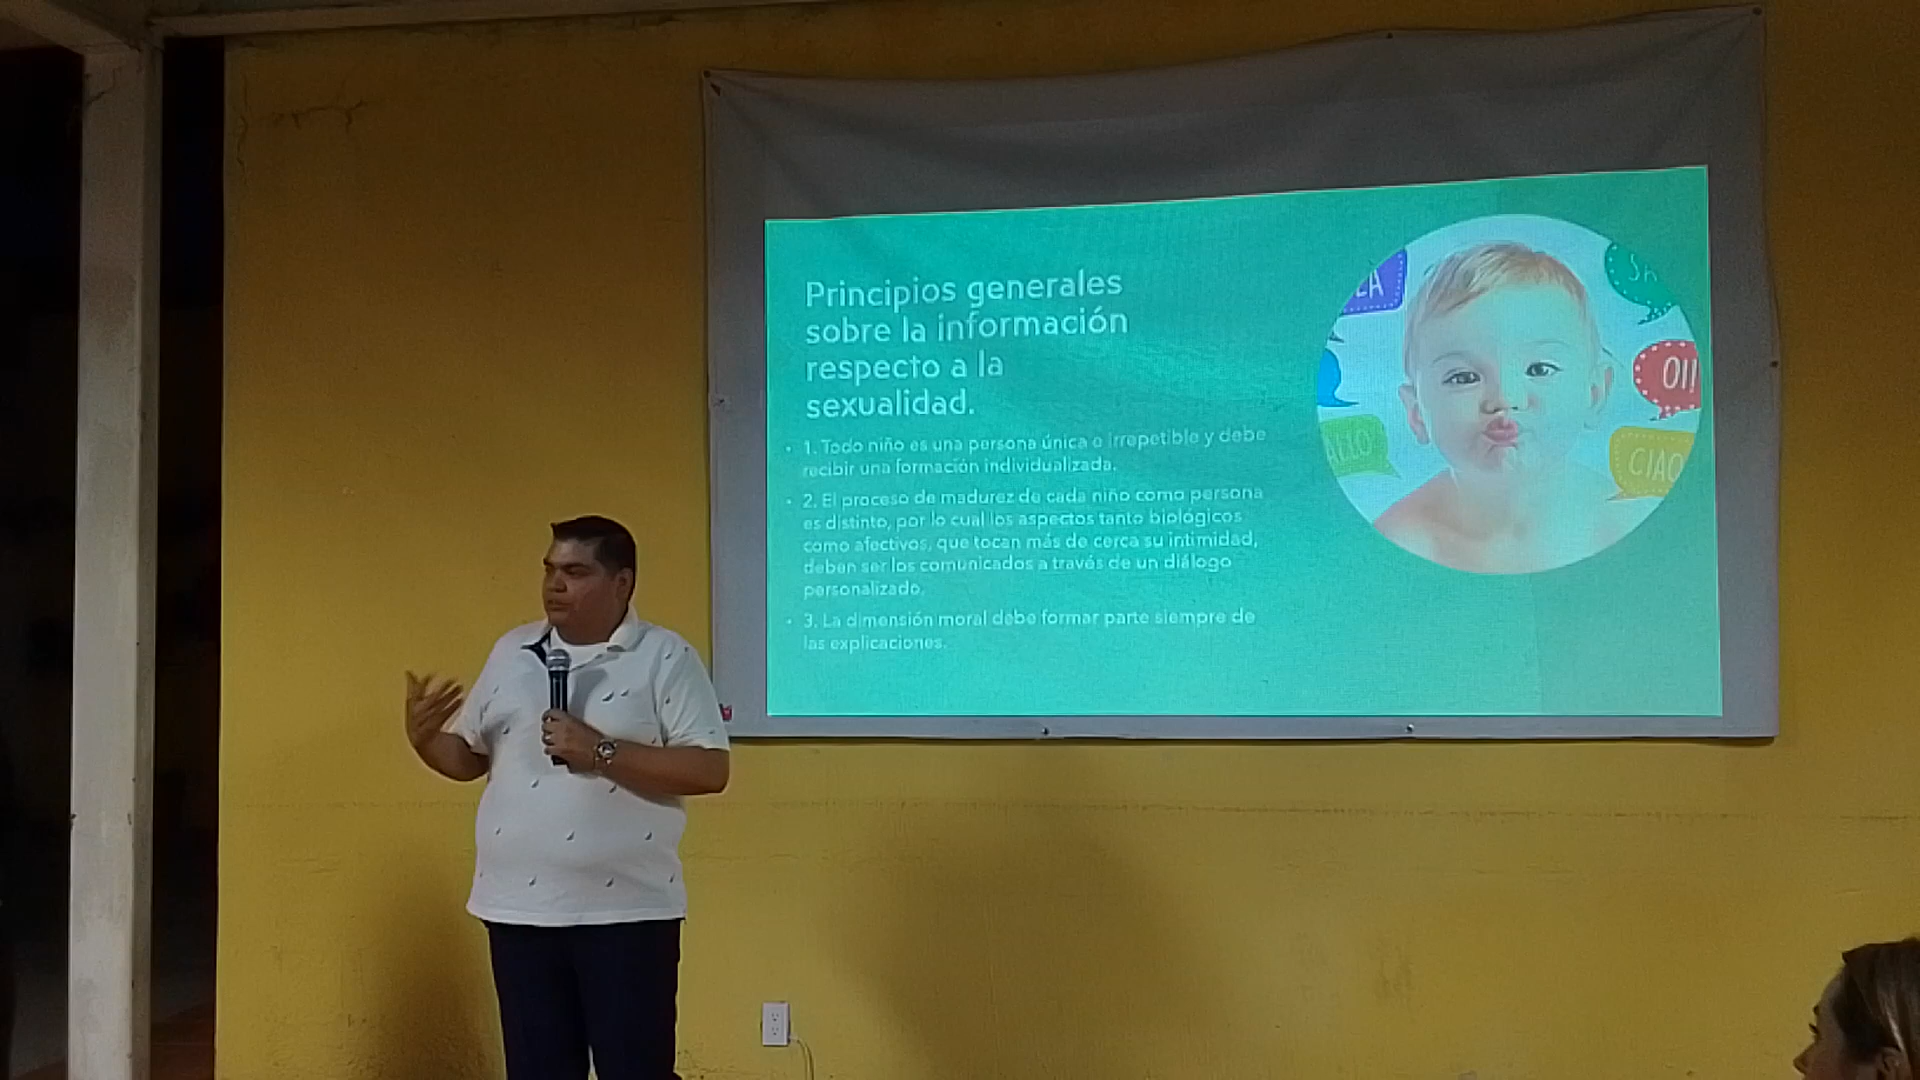 Principios generales
sobre la información
respecto a la
sexualidad.
• 1. Todo niño es una persona única e irrepetible y debe
recibir una formación individualizada.
• 2. El proceso de madurez de cada niño como persona
es distinto, por lo cual los aspectos tanto biológicos
como afectivos, que tocan más de cerca su intimidad,
deben ser los comunicados a través de un diálogo
personalizado.
• 3. La dimensión moral debe formar parte siempre de
las explicaciones.
OI!
CIAO